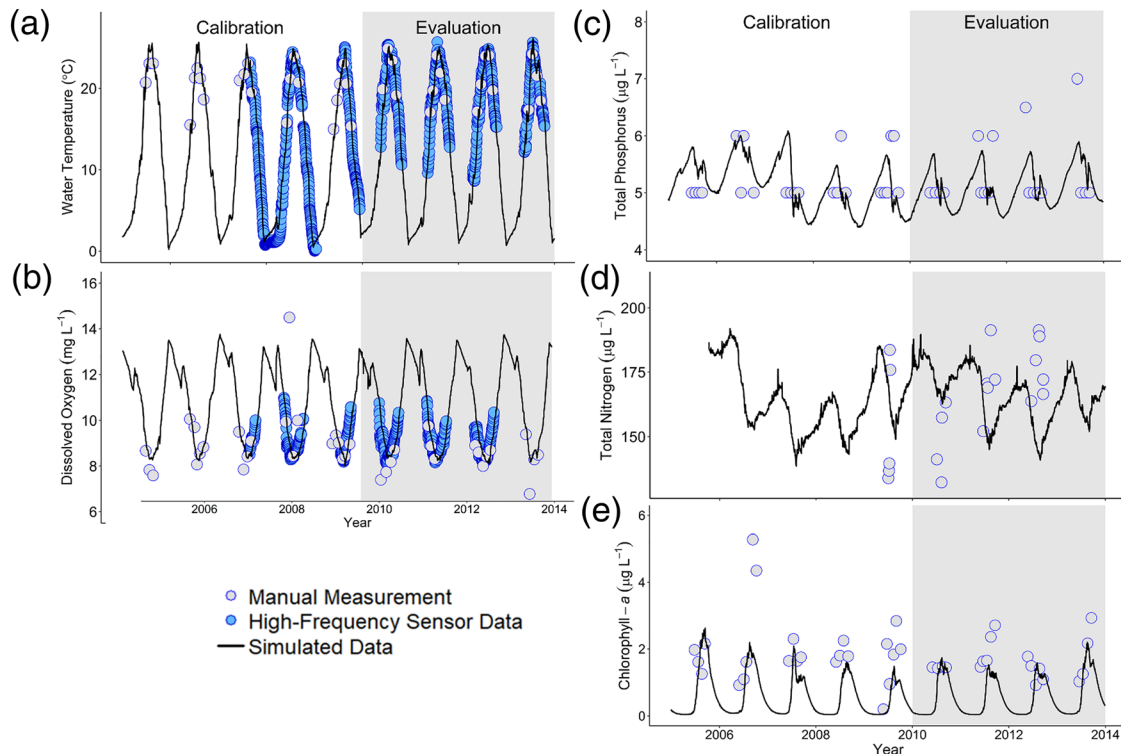 (a)
Calibration
Evaluation
Water Temperature (°C)
20
10
0
(b)
Dissolved Oxygen (mg L⁻¹)
16
14
12
10
8
6
2006
2008
2010
2012
2014
Year
Manual Measurement
High-Frequency Sensor Data
Simulated Data
(c)
Calibration
Evaluation
Total Phosphorus (µg L⁻¹)
8
7
6
5
4
(d)
Total Nitrogen (µg L⁻¹)
200
175
150
(e)
Chlorophyll − a (µg L⁻¹)
6
4
2
0
2006
2008
2010
2012
2014
Year